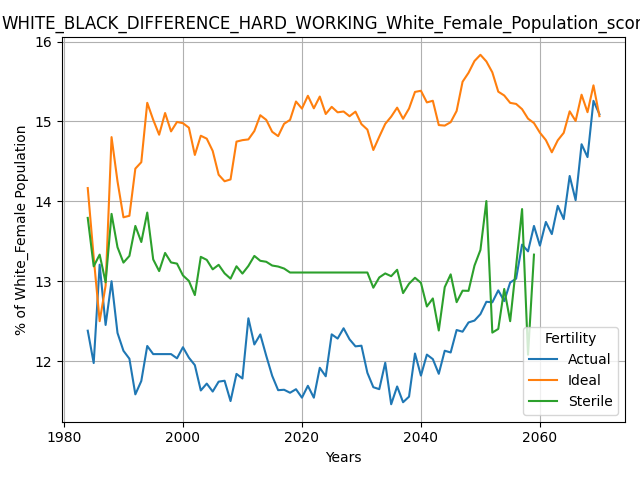 WHITE_BLACK_DIFFERENCE_HARD_WORKING_White_Female_Population_scor
16
15
14
13
12
% of White_Female Population
1980
2000
2020
2040
2060
Years
Fertility
Actual
Ideal
Sterile